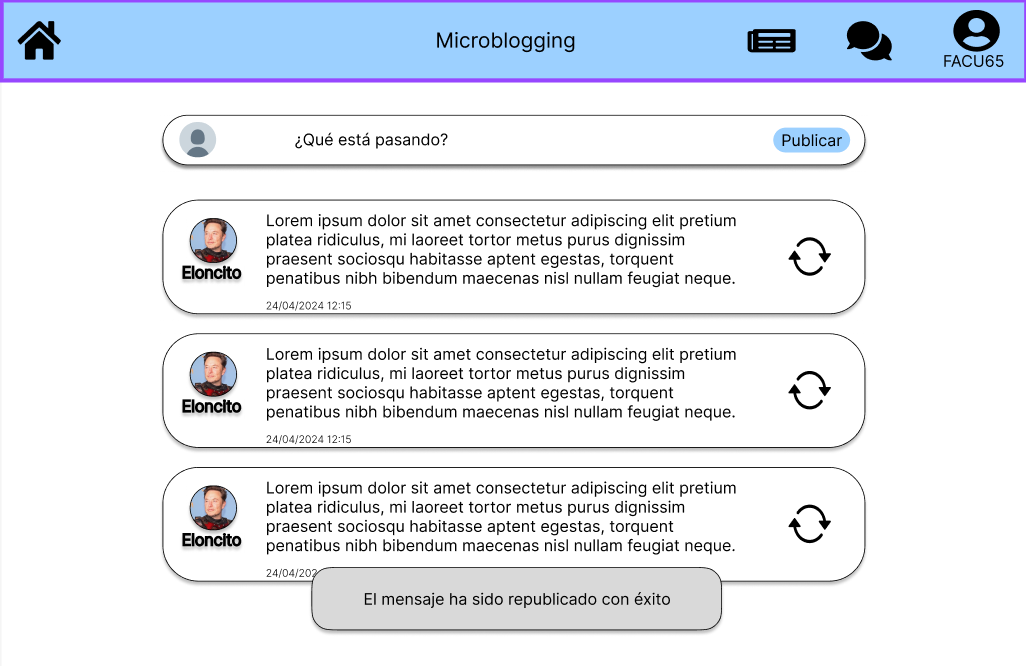 Microblogging
FACU65
¿Qué está pasando?
Publicar
Lorem ipsum dolor sit amet consectetur adipiscing elit pretium
platea ridiculus, mi laoreet tortor metus purus dignissim
praesent sociosqu habitasse aptent egestas, torquent
penatibus nibh bibendum maecenas nisl nullam feugiat neque.
Eloncito
24/04/2024 12:15
Lorem ipsum dolor sit amet consectetur adipiscing elit pretium
platea ridiculus, mi laoreet tortor metus purus dignissim
praesent sociosqu habitasse aptent egestas, torquent
penatibus nibh bibendum maecenas nisl nullam feugiat neque.
Eloncito
24/04/2024 12:15
Lorem ipsum dolor sit amet consectetur adipiscing elit pretium
platea ridiculus, mi laoreet tortor metus purus dignissim
praesent sociosqu habitasse aptent egestas, torquent
penatibus nibh bibendum maecenas nisl nullam feugiat neque.
Eloncito
24/04/202
El mensaje ha sido republicado con éxito